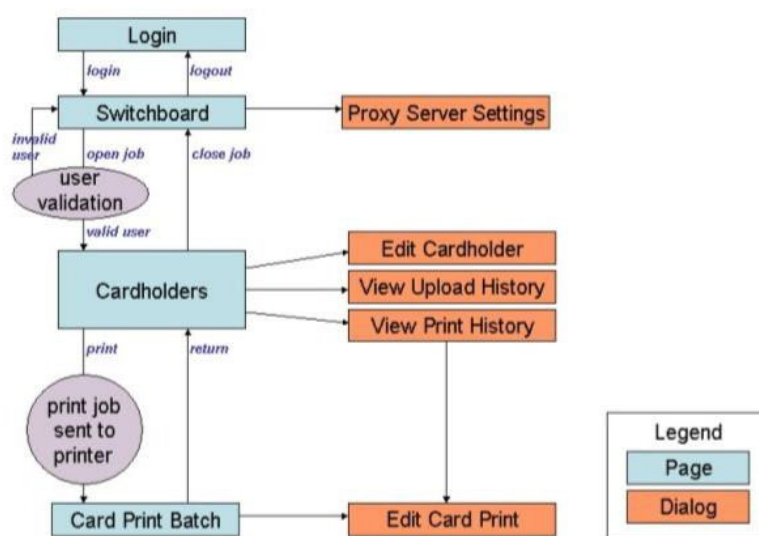 Login
login
logout
Switchboard
Proxy Server Settings
invalid
user
open job
close job
user
validation
valid user
Cardholders
Edit Cardholder
View Upload History
View Print History
print
return
print job
sent to
printer
Card Print Batch
Edit Card Print
Legend
Page
Dialog